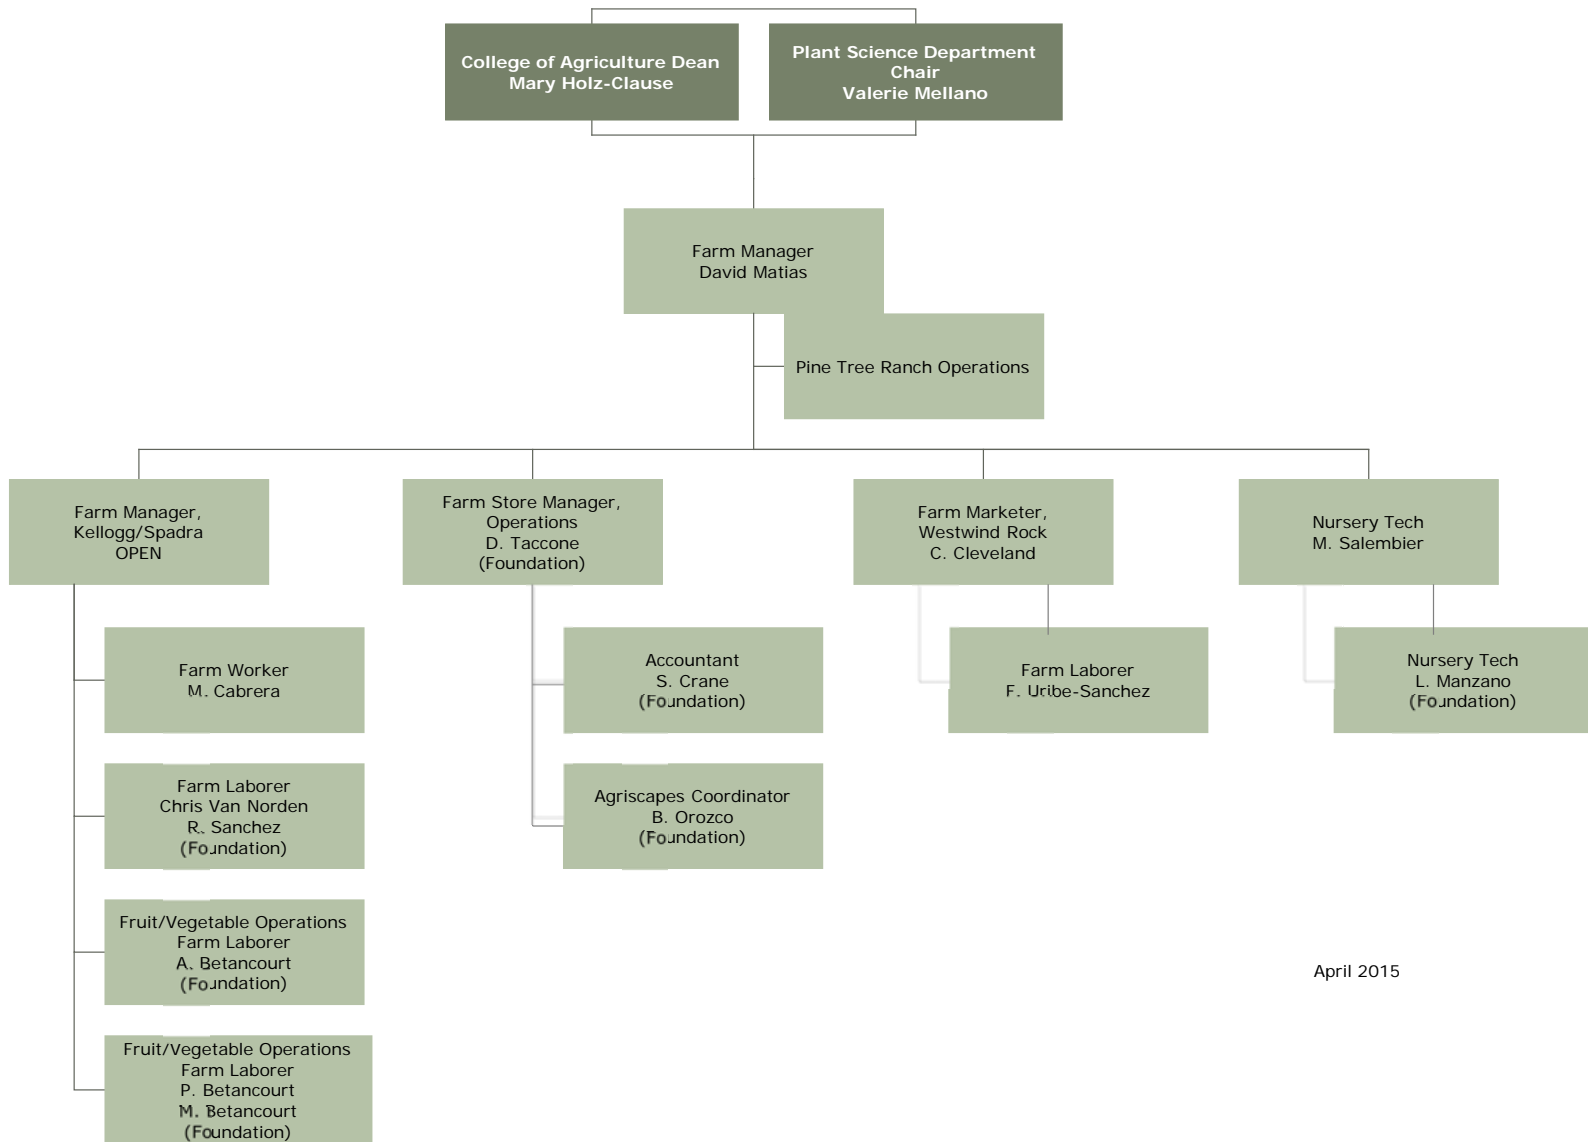 College of Agriculture Dean
Mary Holz-Clause
Plant Science Department
Chair
Valerie Mellano
Farm Manager
David Matias
Pine Tree Ranch Operations
Farm Manager,
Kellogg/Spadra
OPEN
Farm Store Manager,
Operations
D. Taccone
(Foundation)
Farm Marketer,
Westwind Rock
C. Cleveland
Nursery Tech
M. Salembier
Farm Worker
M. Cabrera
Accountant
S. Crane
(Foundation)
Farm Laborer
F. Uribe-Sanchez
Nursery Tech
L. Manzano
(Foundation)
Farm Laborer
Chris Van Norden
R. Sanchez
(Foundation)
Agriscapes Coordinator
B. Orozco
(Foundation)
Fruit/Vegetable Operations
Farm Laborer
A. Betancourt
(Foundation)
April 2015
Fruit/Vegetable Operations
Farm Laborer
P. Betancourt
M. Betancourt
(Foundation)